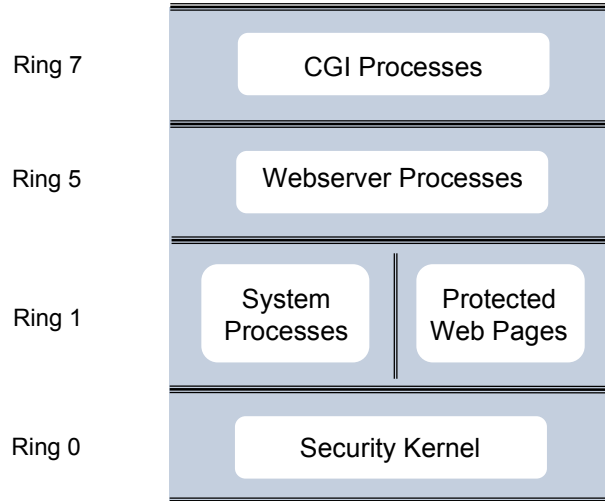 Ring 7
CGI Processes
Ring 5
Webserver Processes
Ring 1
System
Processes
Protected
Web Pages
Ring 0
Security Kernel